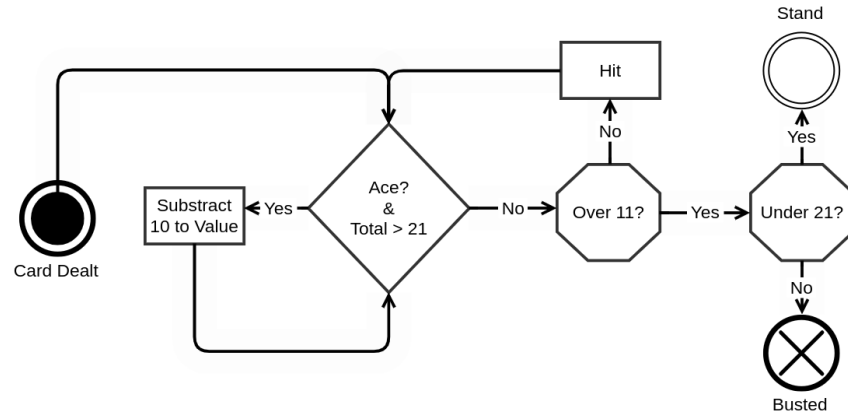 Stand
Hit
No
Yes
Ace?
&
Total > 21
Substract
10 to Value
Yes
No
Over 11?
Yes
Under 21?
Card Dealt
No
Busted